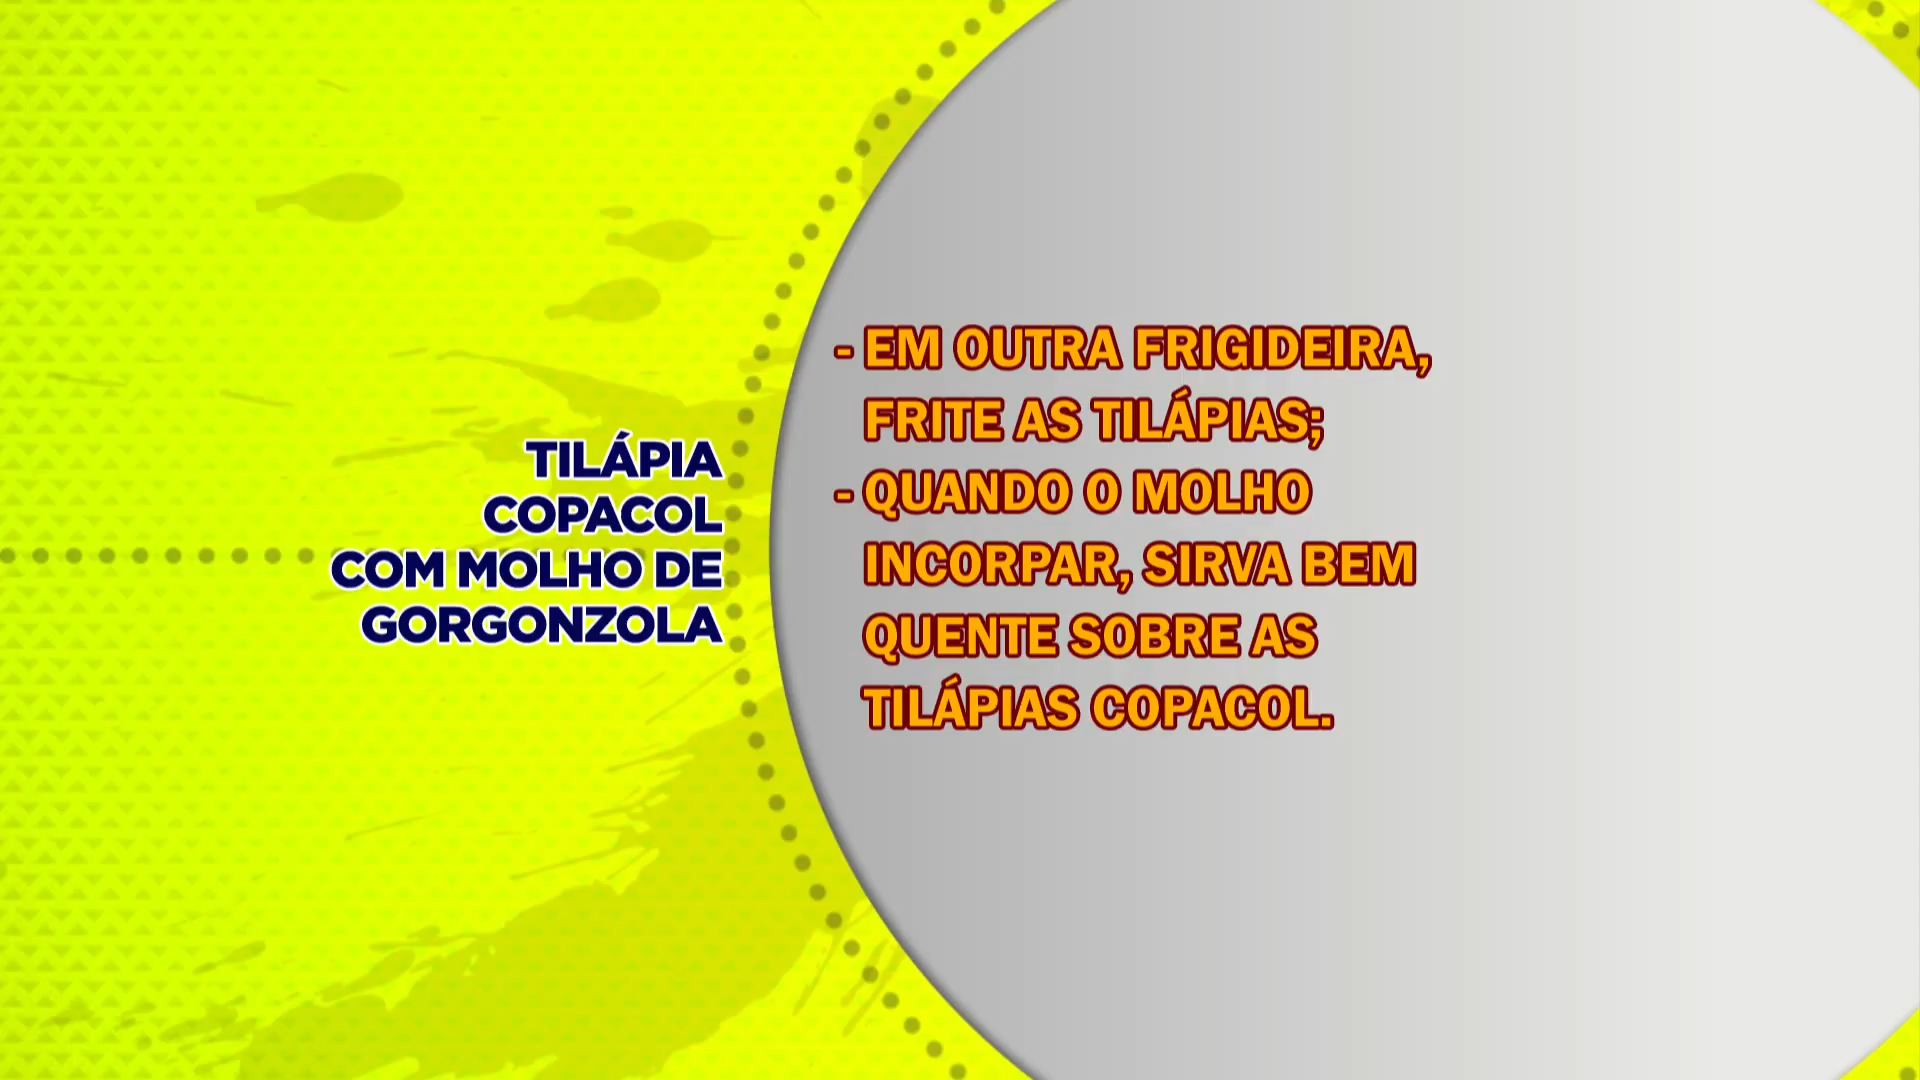 TILÁPIA
COPACOL
COM MOLHO DE
GORGONZOLA
- EM OUTRA FRIGIDEIRA,
FRITE AS TILÁPIAS;
- QUANDO O MOLHO
INCORPAR, SIRVA BEM
QUENTE SOBRE AS
TILÁPIAS COPACOL.